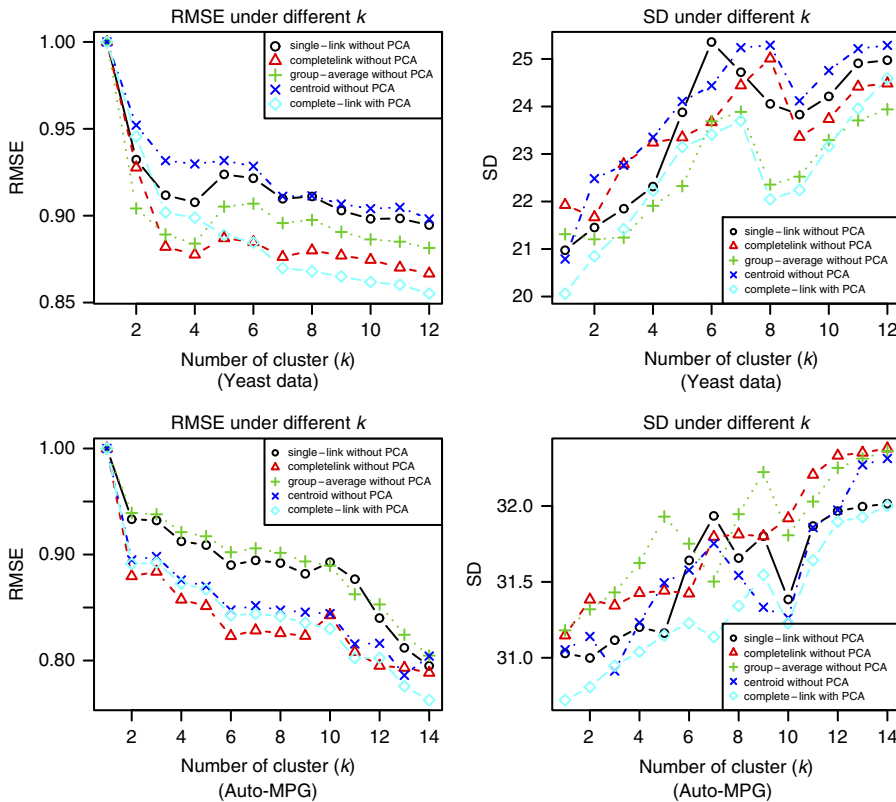 RMSE under different k
1.00
0.95
0.90
0.85
RMSE
single–link without PCA
completelink without PCA
group–average without PCA
centroid without PCA
complete–link with PCA
2 4 6 8 10 12
Number of cluster (k)
(Yeast data)
SD under different k
25
24
23
22
21
20
SD
single–link without PCA
completelink without PCA
group–average without PCA
centroid without PCA
complete–link with PCA
2 4 6 8 10 12
Number of cluster (k)
(Yeast data)
RMSE under different k
1.00
0.90
0.80
RMSE
single–link without PCA
completelink without PCA
group–average without PCA
centroid without PCA
complete–link with PCA
2 4 6 8 10 12 14
Number of cluster (k)
(Auto-MPG)
SD under different k
32.0
31.5
31.0
SD
single–link without PCA
completelink without PCA
group–average without PCA
centroid without PCA
complete–link with PCA
2 4 6 8 10 12 14
Number of cluster (k)
(Auto-MPG)